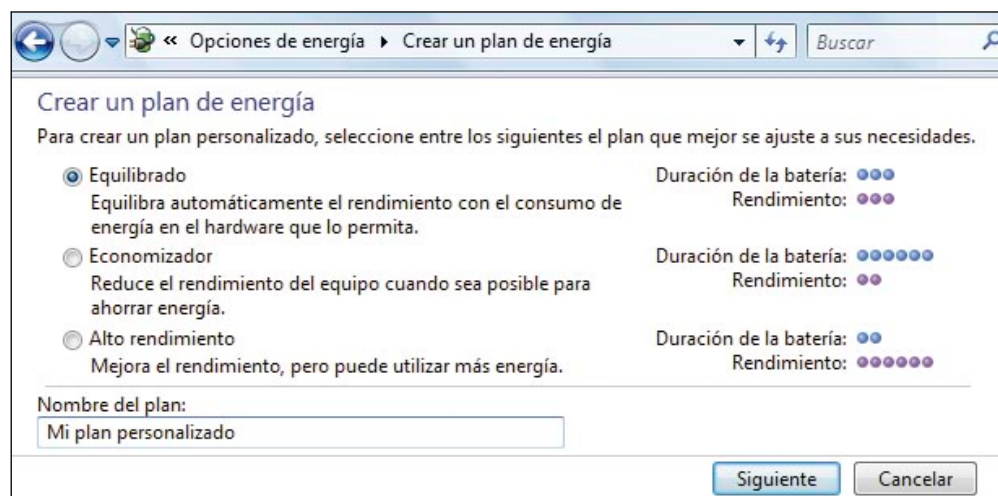 « Opciones de energía ▸ Crear un plan de energía
Buscar
Crear un plan de energía
Para crear un plan personalizado, seleccione entre los siguientes el plan que mejor se ajuste a sus necesidades.
Equilibrado
Duración de la batería:
Equilibra automáticamente el rendimiento con el consumo de
Rendimiento:
energía en el hardware que lo permita.
Economizador
Duración de la batería:
Reduce el rendimiento del equipo cuando sea posible para
Rendimiento:
ahorrar energía.
Alto rendimiento
Duración de la batería:
Mejora el rendimiento, pero puede utilizar más energía.
Rendimiento:
Nombre del plan:
Mi plan personalizado
Siguiente
Cancelar